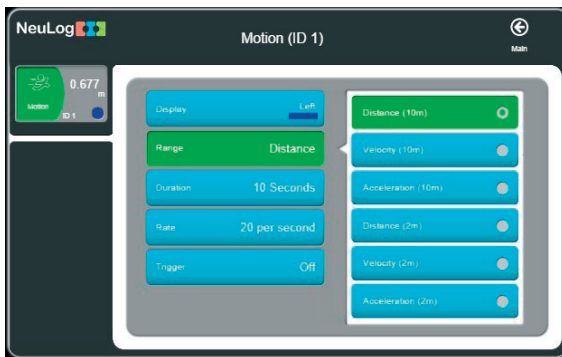 NeuLog
Motion (ID 1)
Main
0.677
m
Motion
ID 1
Display Left
Range Distance
Duration 10 Seconds
Rate 20 per second
Trigger Off
Distance (10m)
Velocity (10m)
Acceleration (10m)
Distance (2m)
Velocity (2m)
Acceleration (2m)